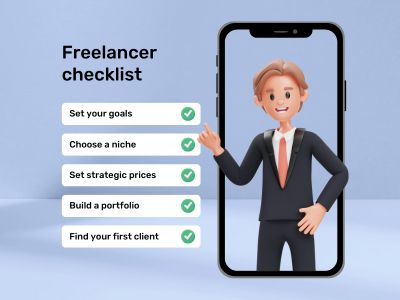 Freelancer
checklist
Set your goals
Choose a niche
Set strategic prices
Build a portfolio
Find your first client